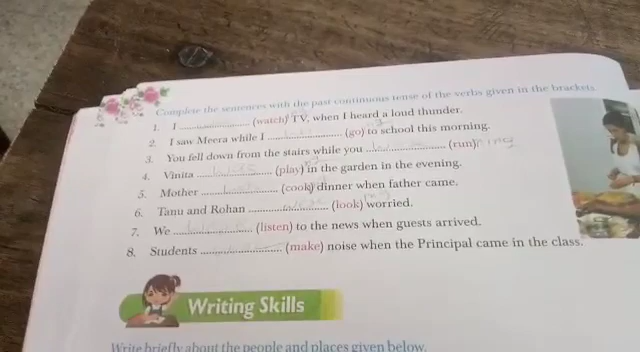 Complete the sentences with the past continuous tense of the verbs given in the brackets.
1. I .................... (watch) TV, when I heard a loud thunder.
2. I saw Meera while I .................... (go) to school this morning.
3. You fell down from the stairs while you .................... (run)
4. Vinita .................... (play) in the garden in the evening.
5. Mother .................... (cook) dinner when father came.
6. Tanu and Rohan .................... (look) worried.
7. We .................... (listen) to the news when guests arrived.
8. Students .................... (make) noise when the Principal came in the class.
Writing Skills
Write briefly about the people and places given below.